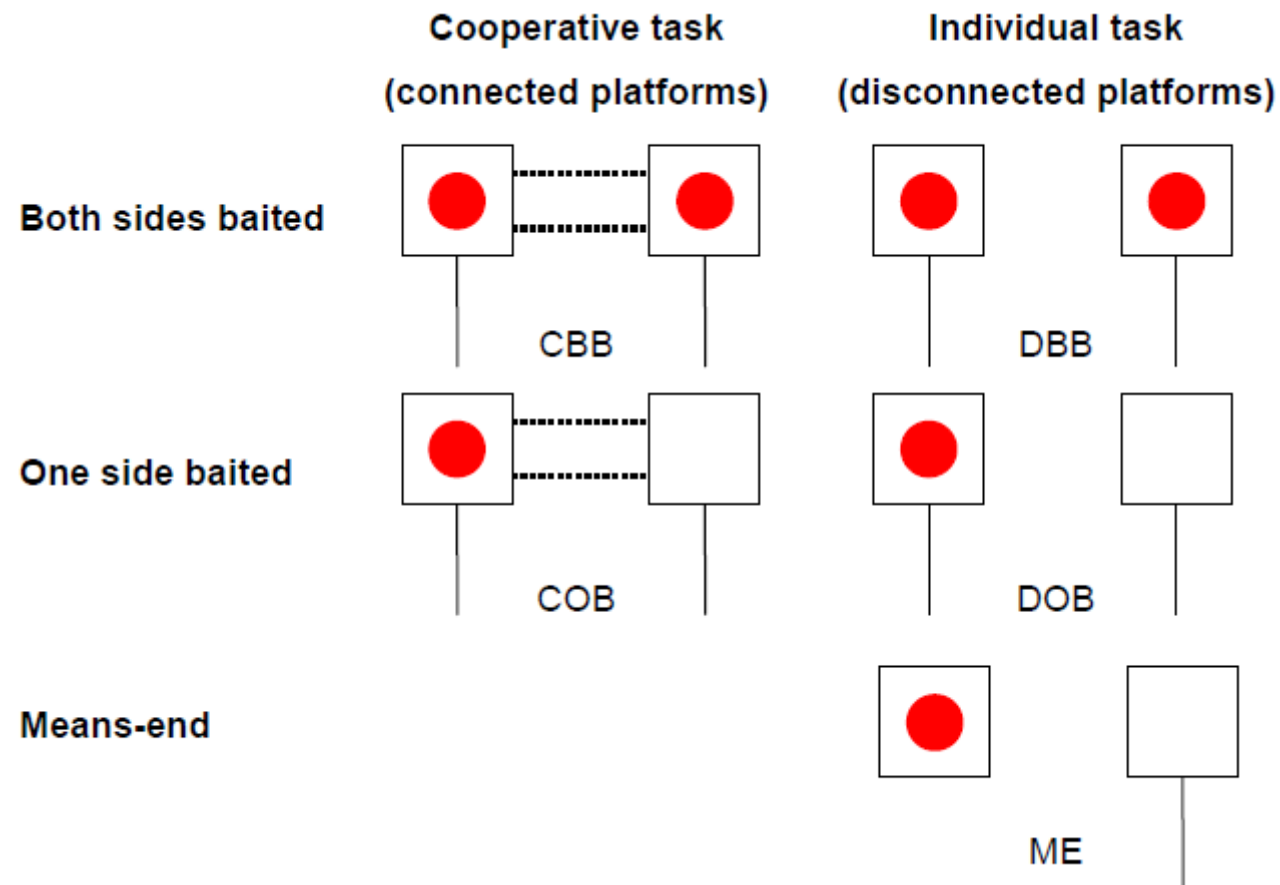 Cooperative task
(connected platforms)
Individual task
(disconnected platforms)
Both sides baited
CBB
DBB
One side baited
COB
DOB
Means-end
ME